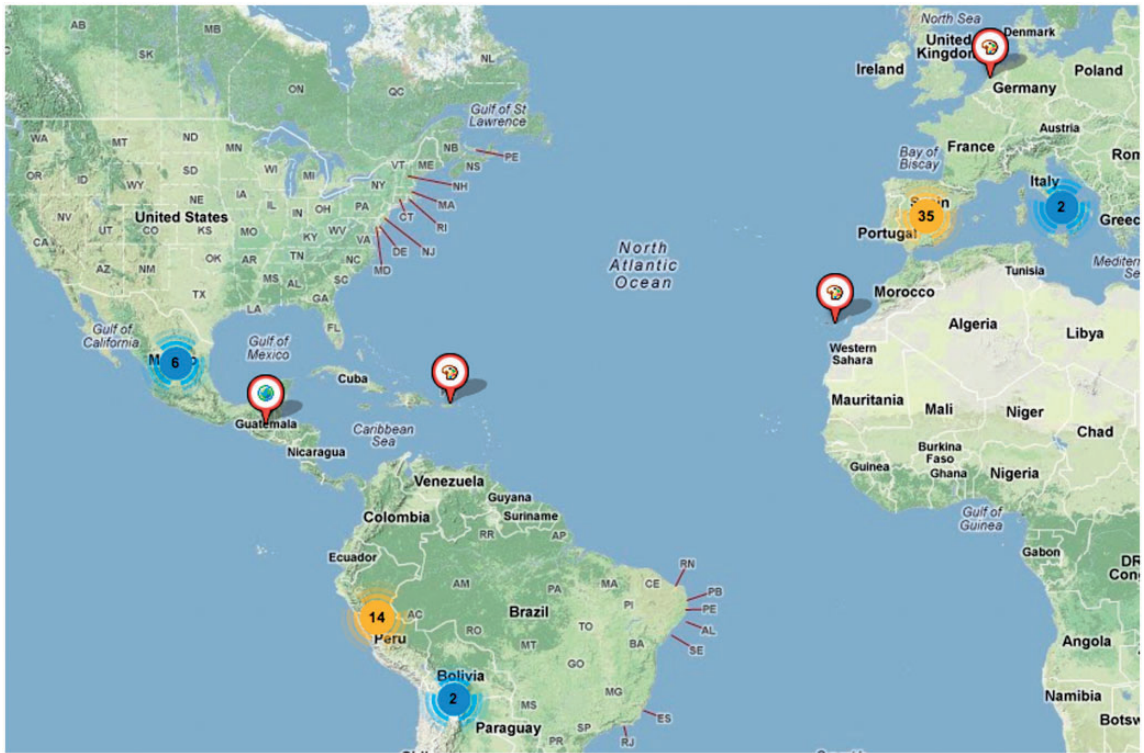 AB
MB
SK
ON
QC
NL
Gulf of St
Lawrence
NB
PE
NS
ME
VT
NH
MA
RI
CT
NJ
DE
MD
WA
MT
ND
MN
OR
ID
WY
SD
WI
MI
NY
NE
IA
IL
IN
OH
PA
NV
UT
CO
KS
MO
KY
WV
VA
United States
CA
AZ
NM
OK
AR
TN
NC
TX
MS
AL
SC
GA
LA
FL
Gulf of
California
Gulf of
Mexico
6
Cuba
Guatemala
Caribbean
Sea
Nicaragua
North
Atlantic
Ocean
North Sea
Denmark
United
Ireland
Germany
Poland
Austria
France
Bay of
Biscay
Italy
2
35
Portugal
Greec
Tunisia
Mediterr
Morocco
Algeria
Libya
Western
Sahara
Mauritania
Mali
Niger
Chad
Burkina
Faso
Guinea
Ghana
Nigeria
Gulf of
Guinea
Gabon
DR
Con
Angola
Namibia
Botsw
Venezuela
Guyana
Suriname
Colombia
Ecuador
RR
AP
AM
PA
MA
CE
RN
PB
PE
AL
SE
PI
TO
BA
AC
RO
MT
GO
Brazil
14
Peru
Bolivia
2
MG
MS
ES
SP
RJ
PR
Paraguay